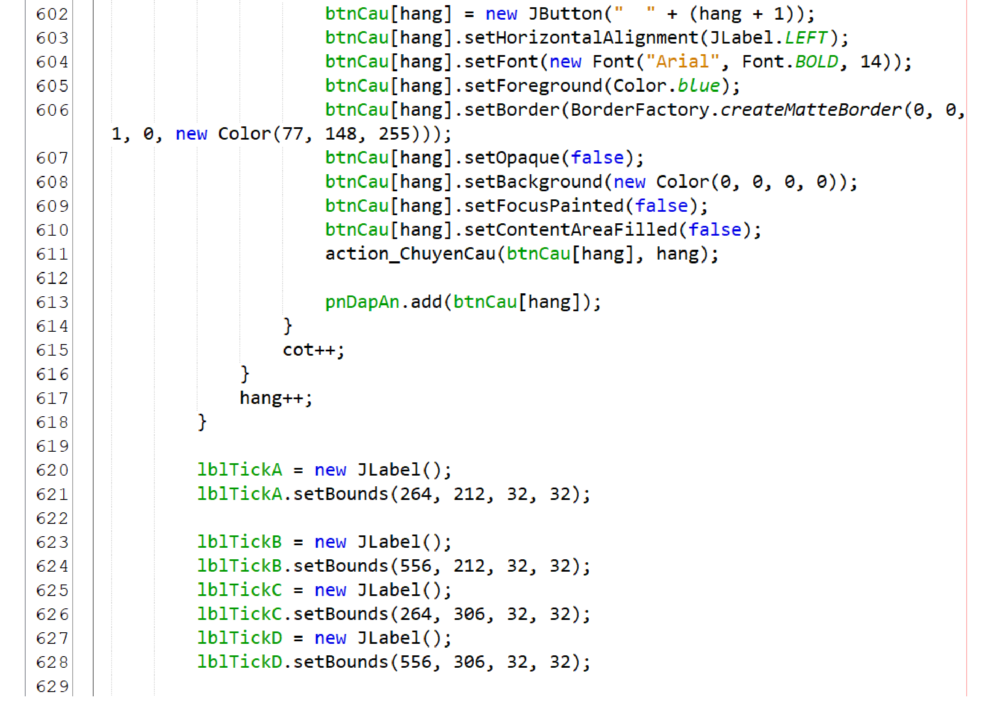 602 btnCau[hang] = new JButton("  " + (hang + 1));
603 btnCau[hang].setHorizontalAlignment(JLabel.LEFT);
604 btnCau[hang].setFont(new Font("Arial", Font.BOLD, 14));
605 btnCau[hang].setForeground(Color.blue);
606 btnCau[hang].setBorder(BorderFactory.createMatteBorder(0, 0,
1, 0, new Color(77, 148, 255)));
607 btnCau[hang].setOpaque(false);
608 btnCau[hang].setBackground(new Color(0, 0, 0, 0));
609 btnCau[hang].setFocusPainted(false);
610 btnCau[hang].setContentAreaFilled(false);
611 action_ChuyenCau(btnCau[hang], hang);
612
613 pnDapAn.add(btnCau[hang]);
614 }
615 cot++;
616 }
617 hang++;
618 }
619
620 lblTickA = new JLabel();
621 lblTickA.setBounds(264, 212, 32, 32);
622
623 lblTickB = new JLabel();
624 lblTickB.setBounds(556, 212, 32, 32);
625 lblTickC = new JLabel();
626 lblTickC.setBounds(264, 306, 32, 32);
627 lblTickD = new JLabel();
628 lblTickD.setBounds(556, 306, 32, 32);
629